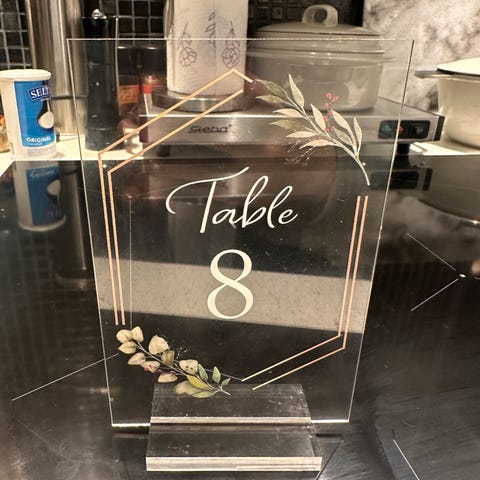 SEL
ORIGINAL
Steba
Table
8